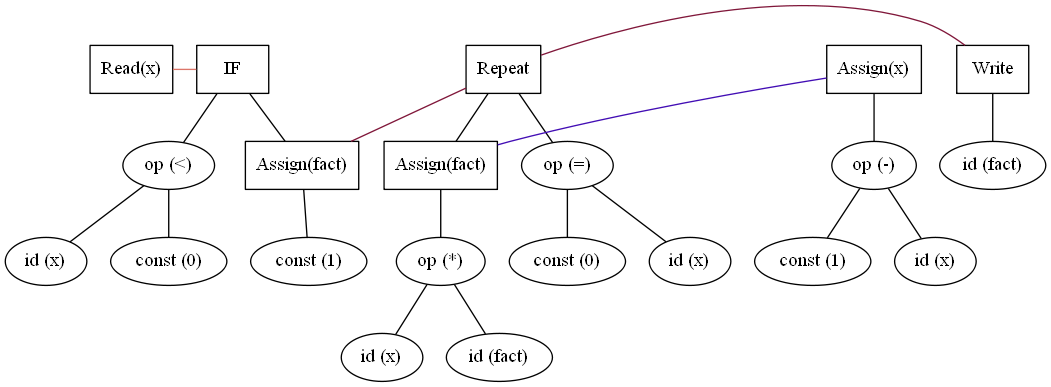 Read(x) IF Repeat Assign(x) Write
op (<) Assign(fact) Assign(fact) op (=) op (-) id (fact)
id (x) const (0) const (1) op (*) const (0) id (x) const (1) id (x)
id (x) id (fact)